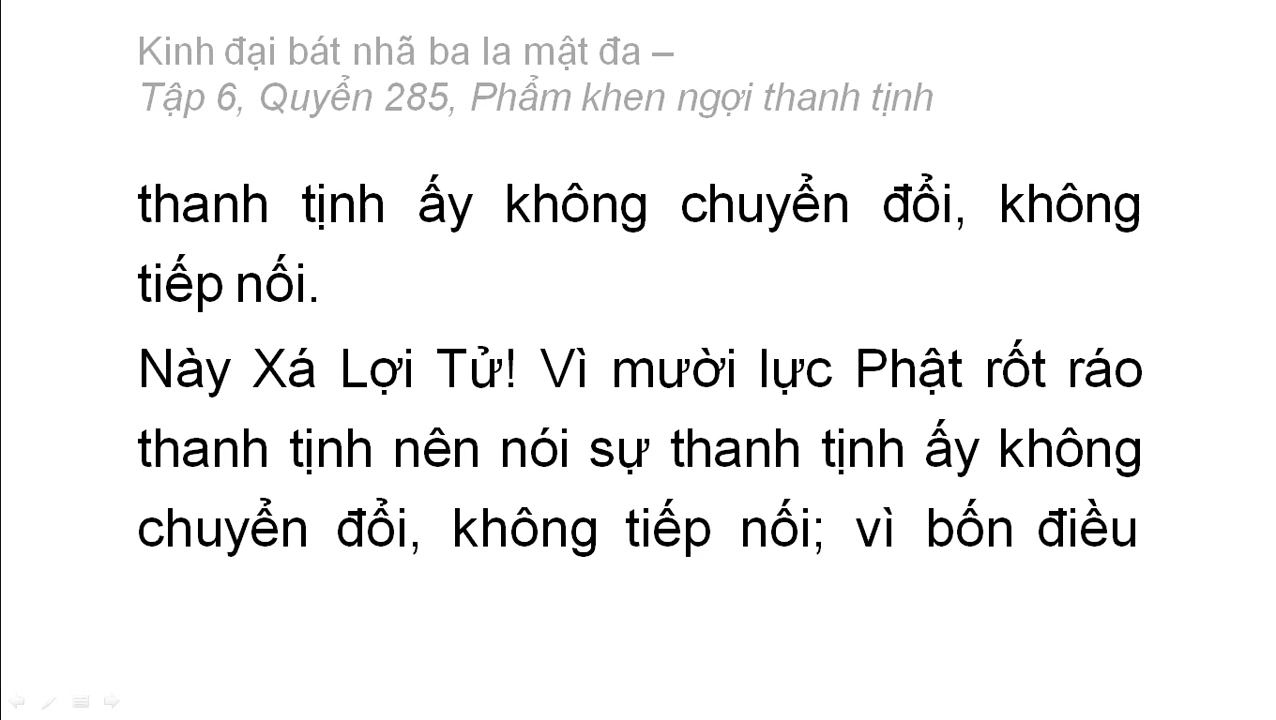 Kinh đại bát nhã ba la mật đa –
Tập 6, Quyển 285, Phẩm khen ngợi thanh tịnh
thanh tịnh ấy không chuyển đổi, không
tiếp nối.
Này Xá Lợi Tử! Vì mười lực Phật rốt ráo
thanh tịnh nên nói sự thanh tịnh ấy không
chuyển đổi, không tiếp nối; vì bốn điều